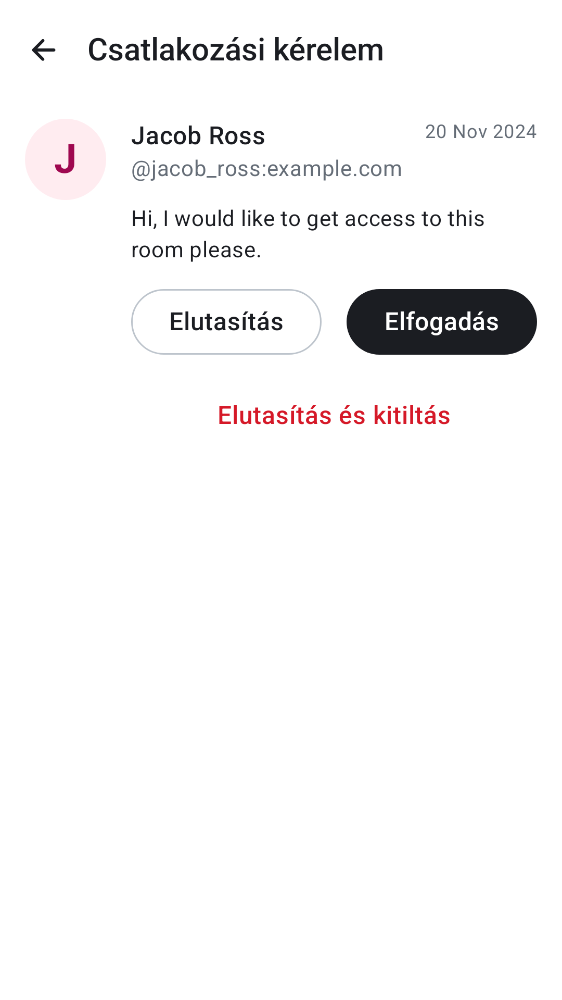 Csatlakozási kérelem
J
Jacob Ross
20 Nov 2024
@jacob_ross:example.com
Hi, I would like to get access to this
room please.
Elutasítás
Elfogadás
Elutasítás és kitiltás